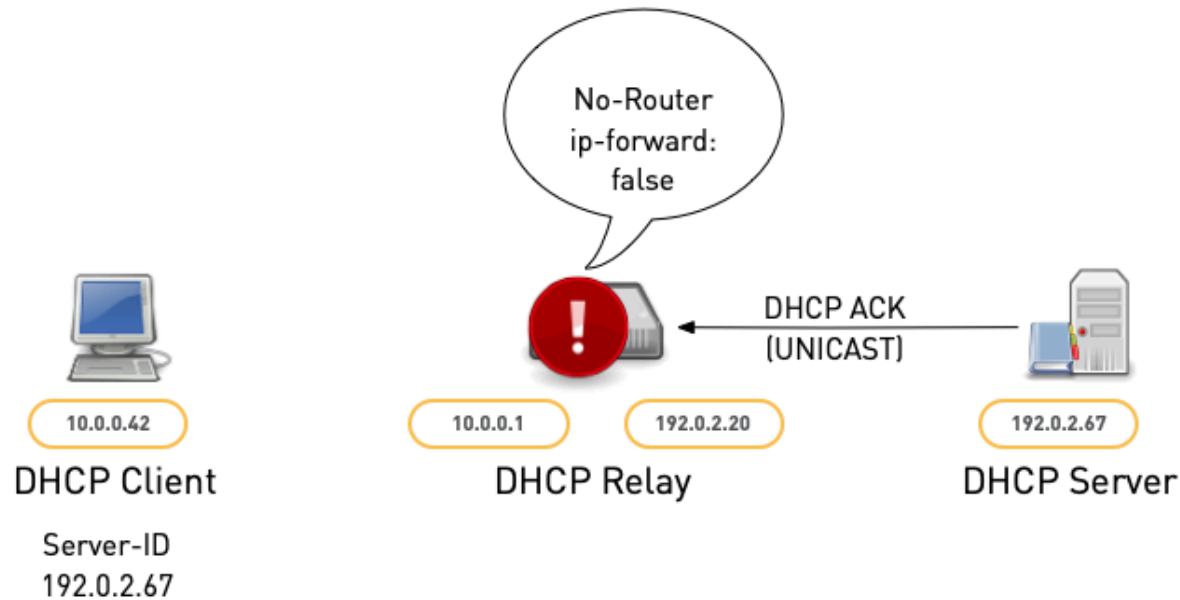 No-Router
ip-forward:
false
DHCP ACK
(UNICAST)
10.0.0.42
10.0.0.1
192.0.2.20
192.0.2.67
DHCP Client
DHCP Relay
DHCP Server
Server-ID
192.0.2.67